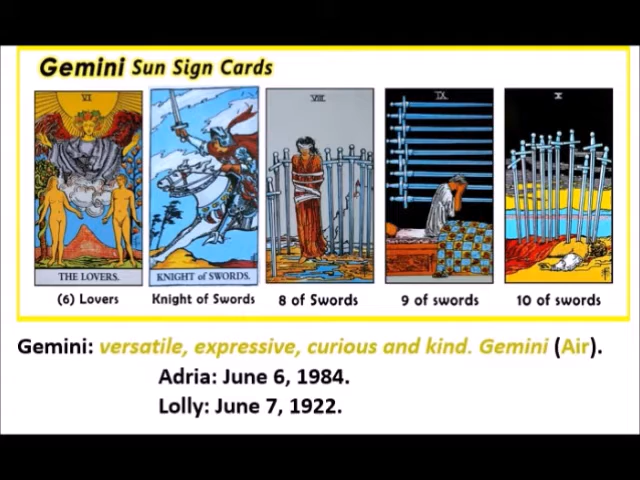 Gemini Sun Sign Cards
VI
VIII
IX
X
THE LOVERS.
KNIGHT of SWORDS.
(6) Lovers
Knight of Swords
8 of Swords
9 of swords
10 of swords
Gemini: versatile, expressive, curious and kind. Gemini (Air).
Adria: June 6, 1984.
Lolly: June 7, 1922.